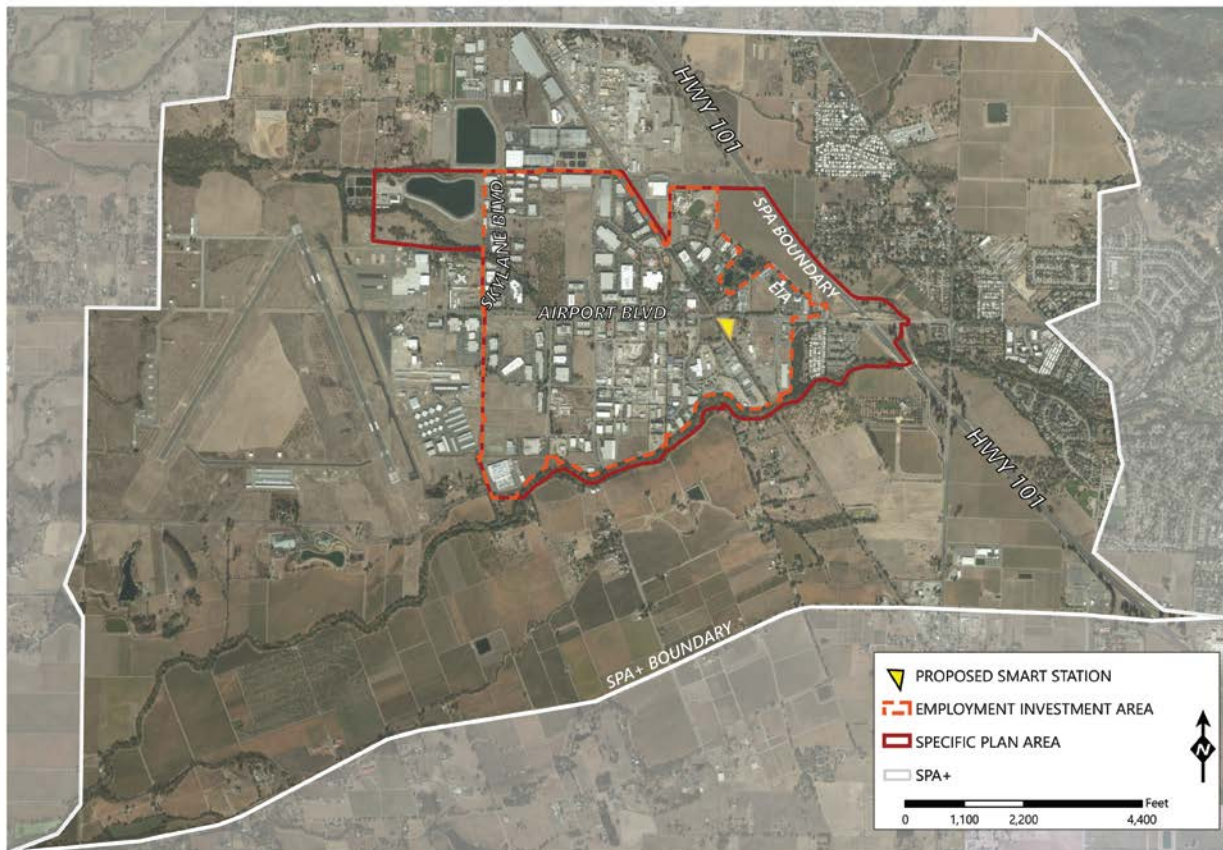 HWY 101
SPA BOUNDARY
SKYLANE BLVD
EIA
AIRPORT BLVD
HWY 101
SPA+ BOUNDARY
PROPOSED SMART STATION
EMPLOYMENT INVESTMENT AREA
SPECIFIC PLAN AREA
SPA+
N
Feet
0 1,100 2,200 4,400